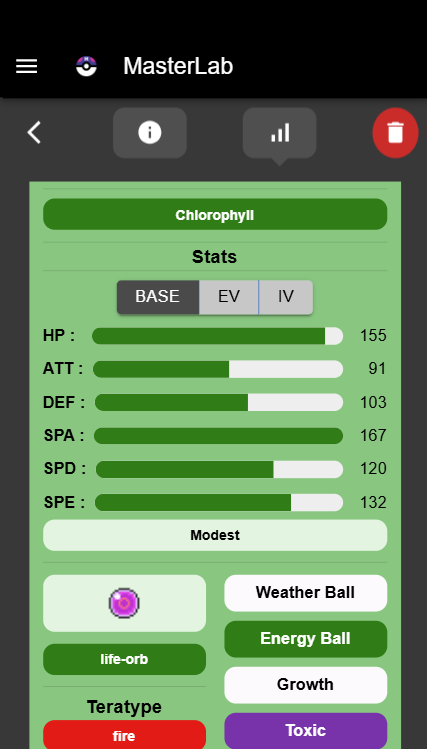 MasterLab
Chlorophyll
Stats
BASE EV IV
HP : 155
ATT : 91
DEF : 103
SPA : 167
SPD : 120
SPE : 132
Modest
life-orb
Teratype
fire
Weather Ball
Energy Ball
Growth
Toxic